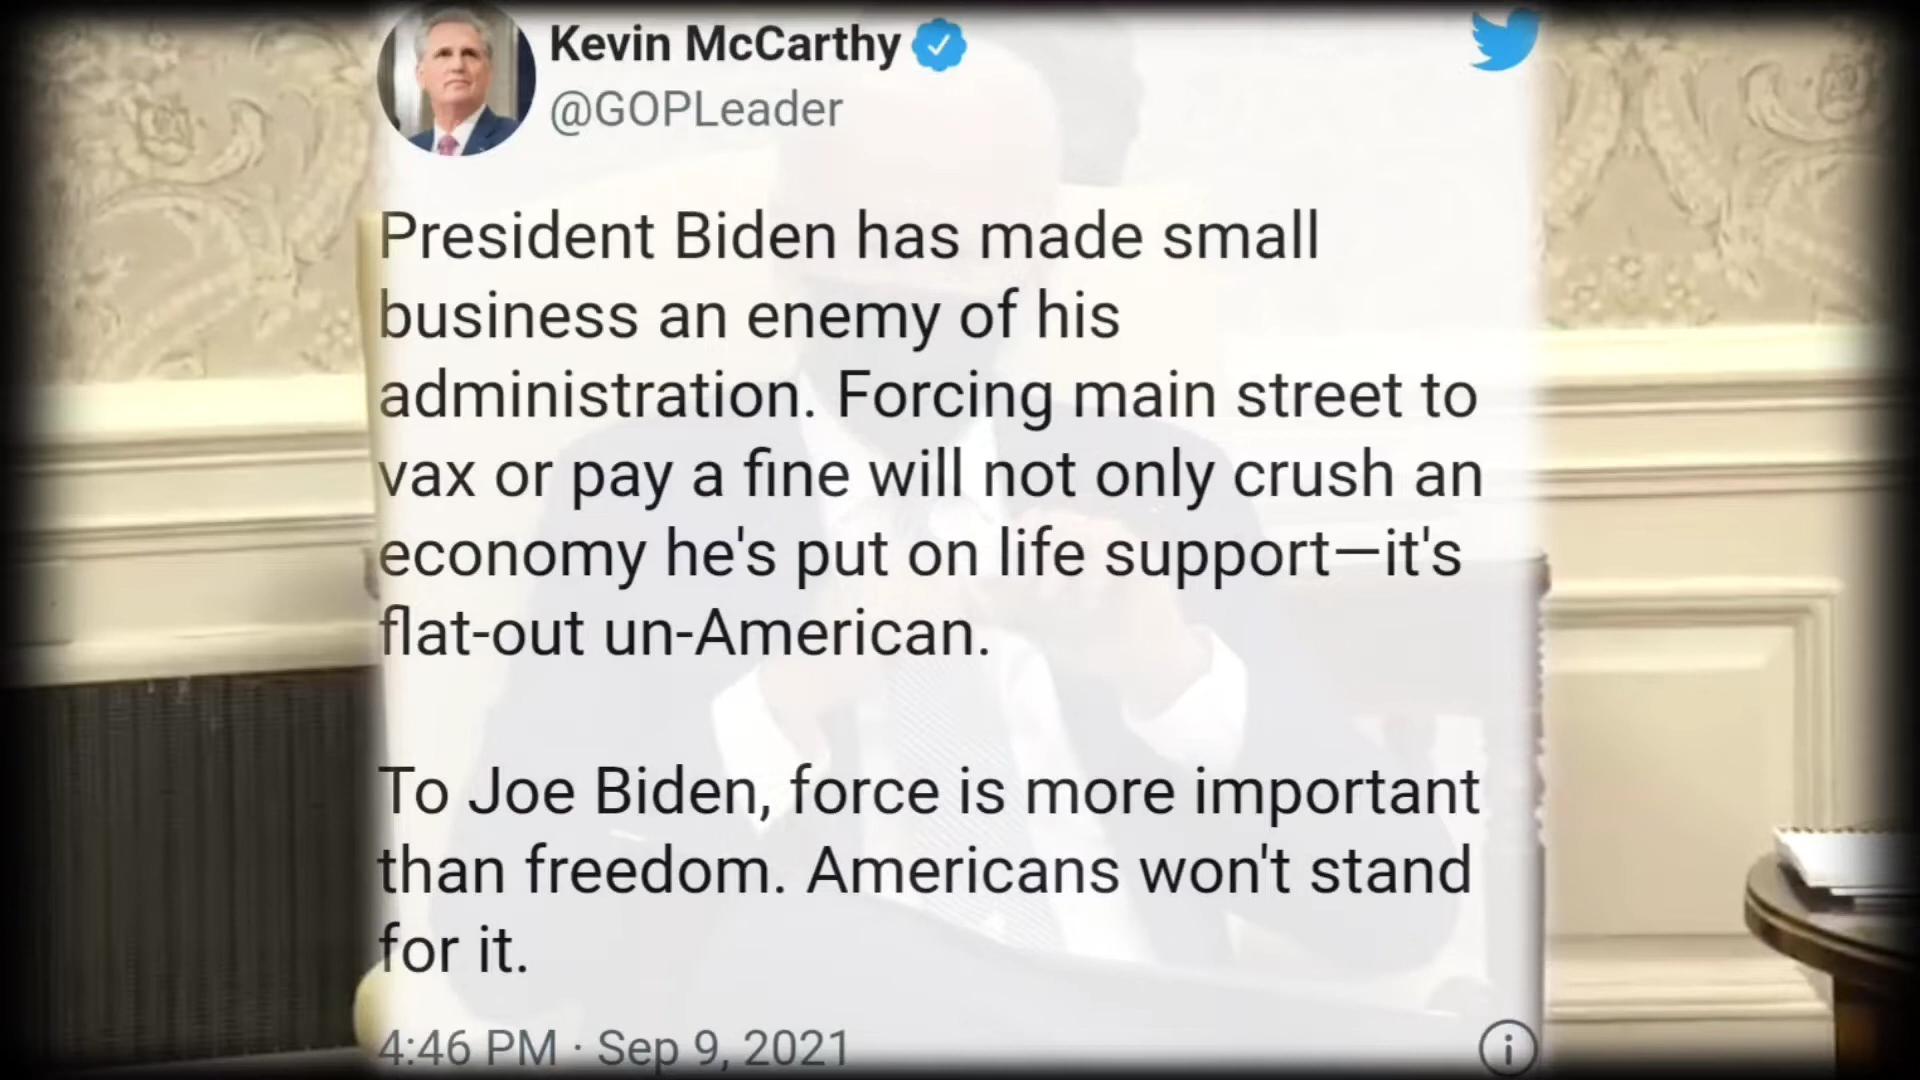 Kevin McCarthy
@GOPLeader
President Biden has made small
business an enemy of his
administration. Forcing main street to
vax or pay a fine will not only crush an
economy he's put on life support—it's
flat-out un-American.
To Joe Biden, force is more important
than freedom. Americans won't stand
for it.
4:46 PM · Sep 9, 2021